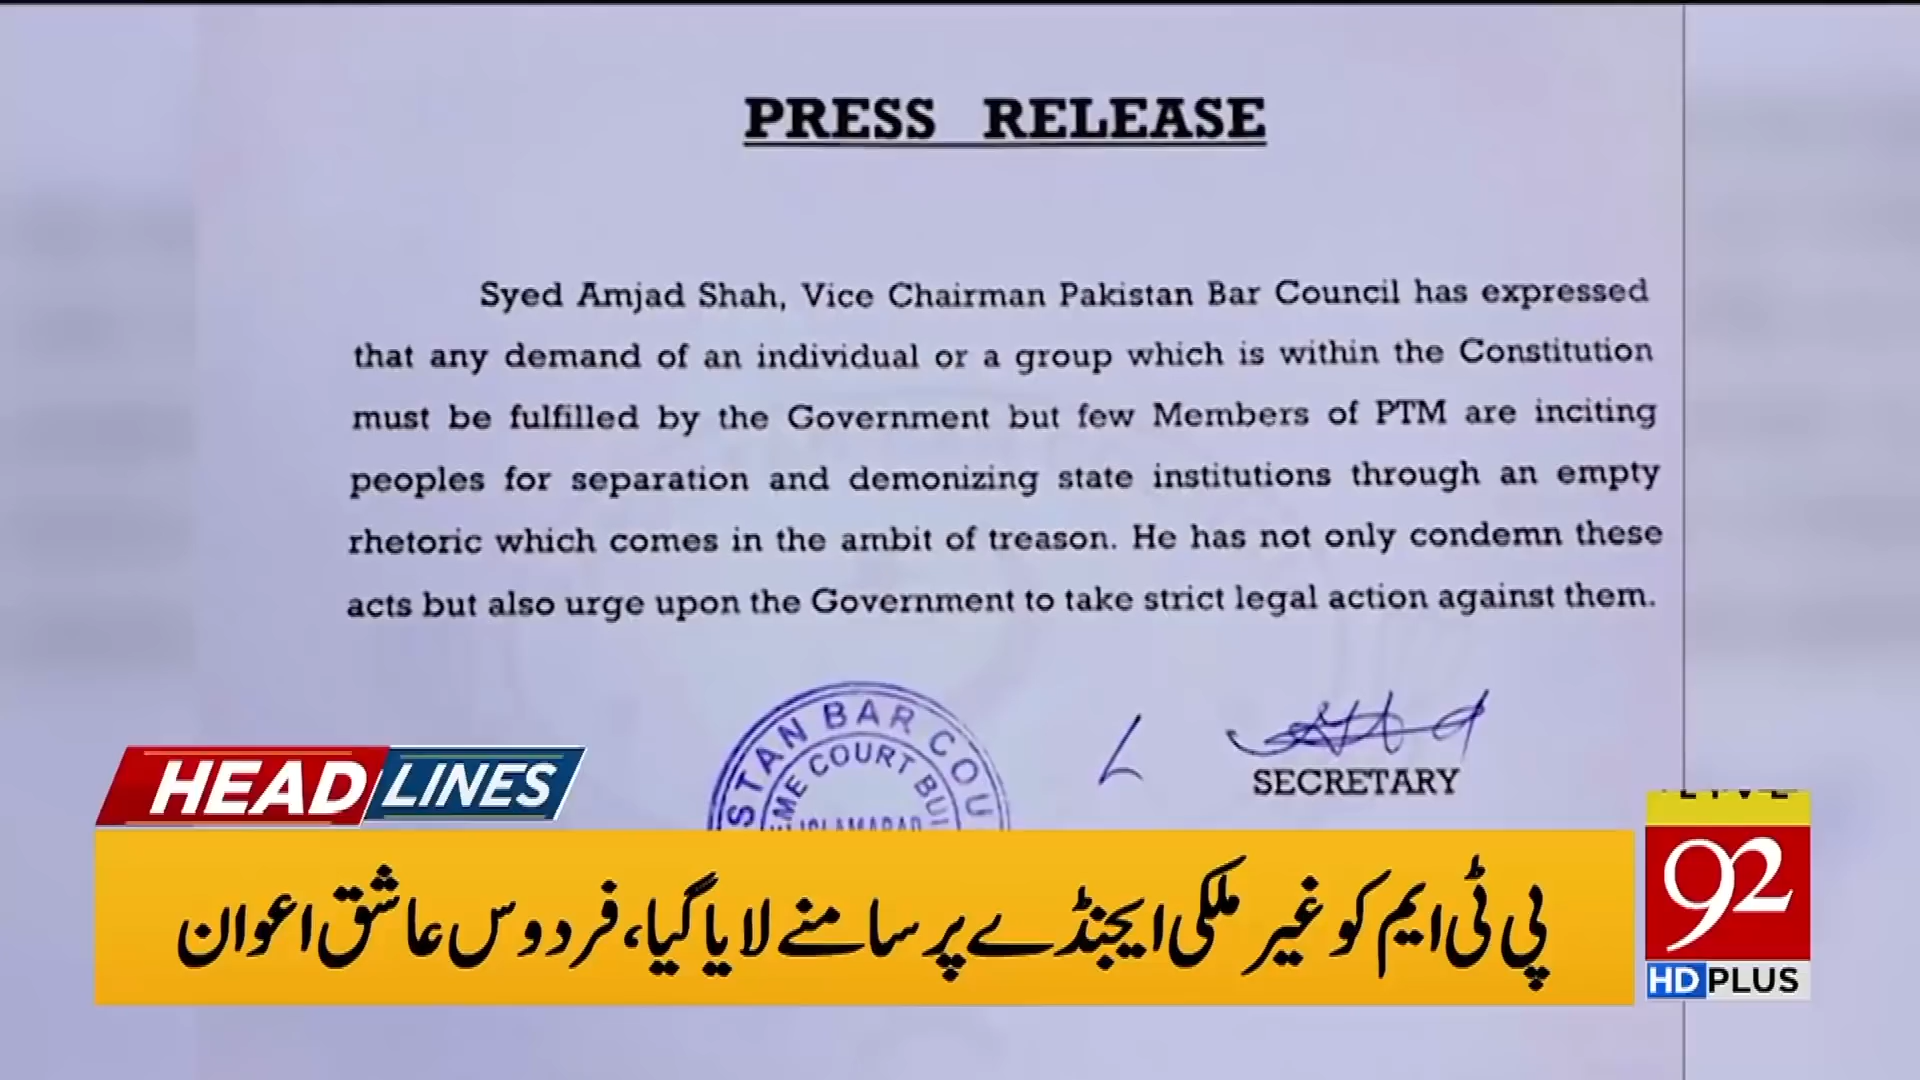 PRESS RELEASE
Syed Amjad Shah, Vice Chairman Pakistan Bar Council has expressed
that any demand of an individual or a group which is within the Constitution
must be fulfilled by the Government but few Members of PTM are inciting
peoples for separation and demonizing state institutions through an empty
rhetoric which comes in the ambit of treason. He has not only condemn these
acts but also urge upon the Government to take strict legal action against them.
SECRETARY
HEADLINES
پی ٹی ایم کو غیر ملکی ایجنڈے پر سامنے لایا گیا، فردوس عاشق اعوان
92
HD PLUS